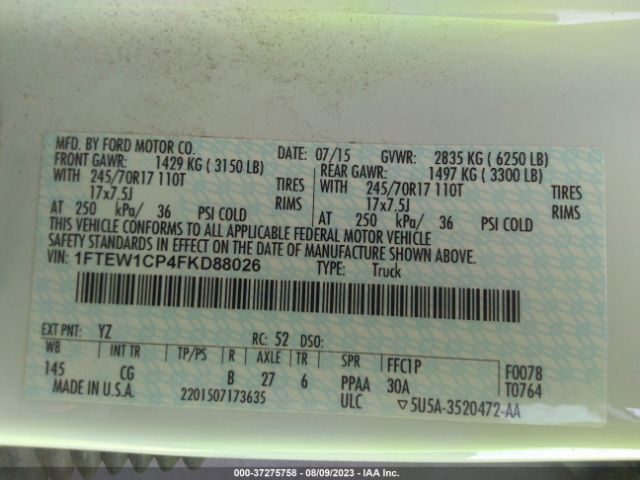 MFD. BY FORD MOTOR CO.
DATE: 07/15 GVWR: 2835 KG ( 6250 LB)
FRONT GAWR: 1429 KG ( 3150 LB)
REAR GAWR: 1497 KG ( 3300 LB)
WITH 245/70R17 110T TIRES
WITH 245/70R17 110T TIRES
17x7.5J RIMS
17x7.5J RIMS
AT 250 kPa/ 36 PSI COLD
AT 250 kPa/ 36 PSI COLD
THIS VEHICLE CONFORMS TO ALL APPLICABLE FEDERAL MOTOR VEHICLE
SAFETY STANDARDS IN EFFECT ON THE DATE OF MANUFACTURE SHOWN ABOVE.
VIN: 1FTEW1CP4FKD88026 TYPE: Truck
EXT PNT: YZ RC: 52 DSO:
WB INT TR TP/PS R AXLE TR SPR FFC1P F0078
145 CG B 27 6 PPAA 30A T0764
MADE IN U.S.A. 2201507173635 ULC ▽5U5A-3520472-AA
000-37275758 - 08/09/2023 - IAA Inc.